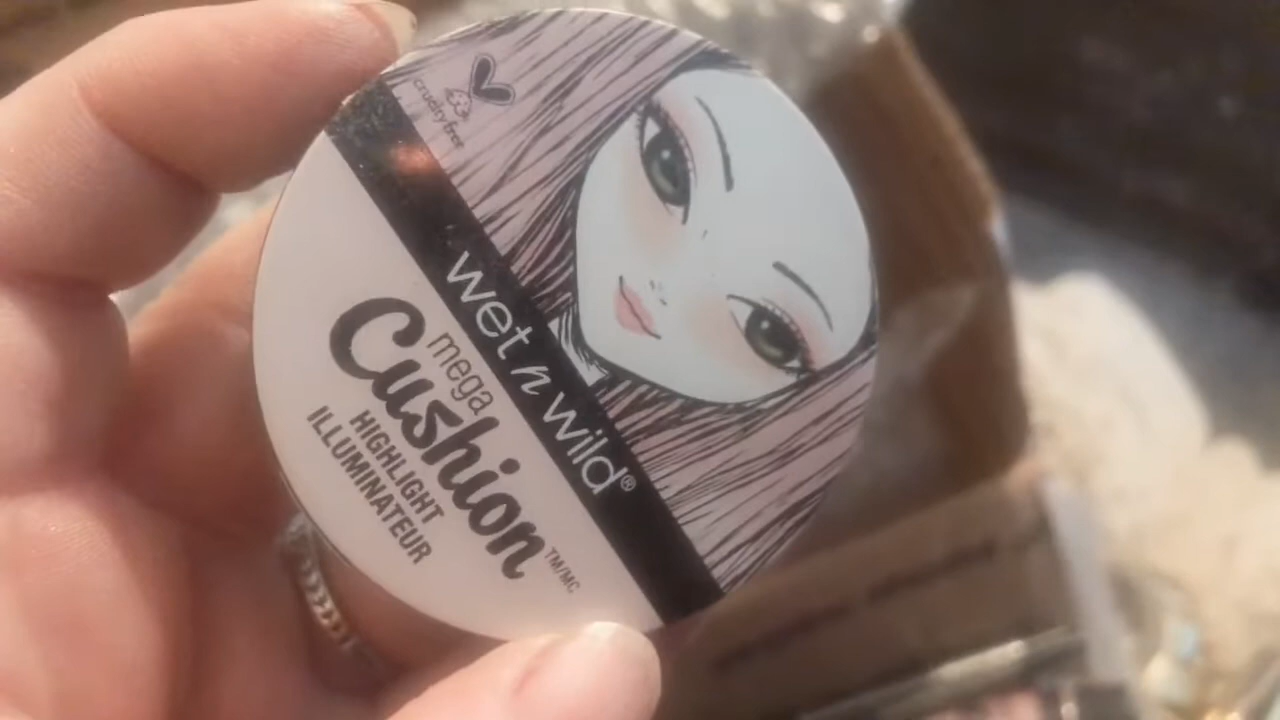 cruelty free
wet n wild®
mega
Cushion TM/MC
HIGHLIGHT
ILLUMINATEUR